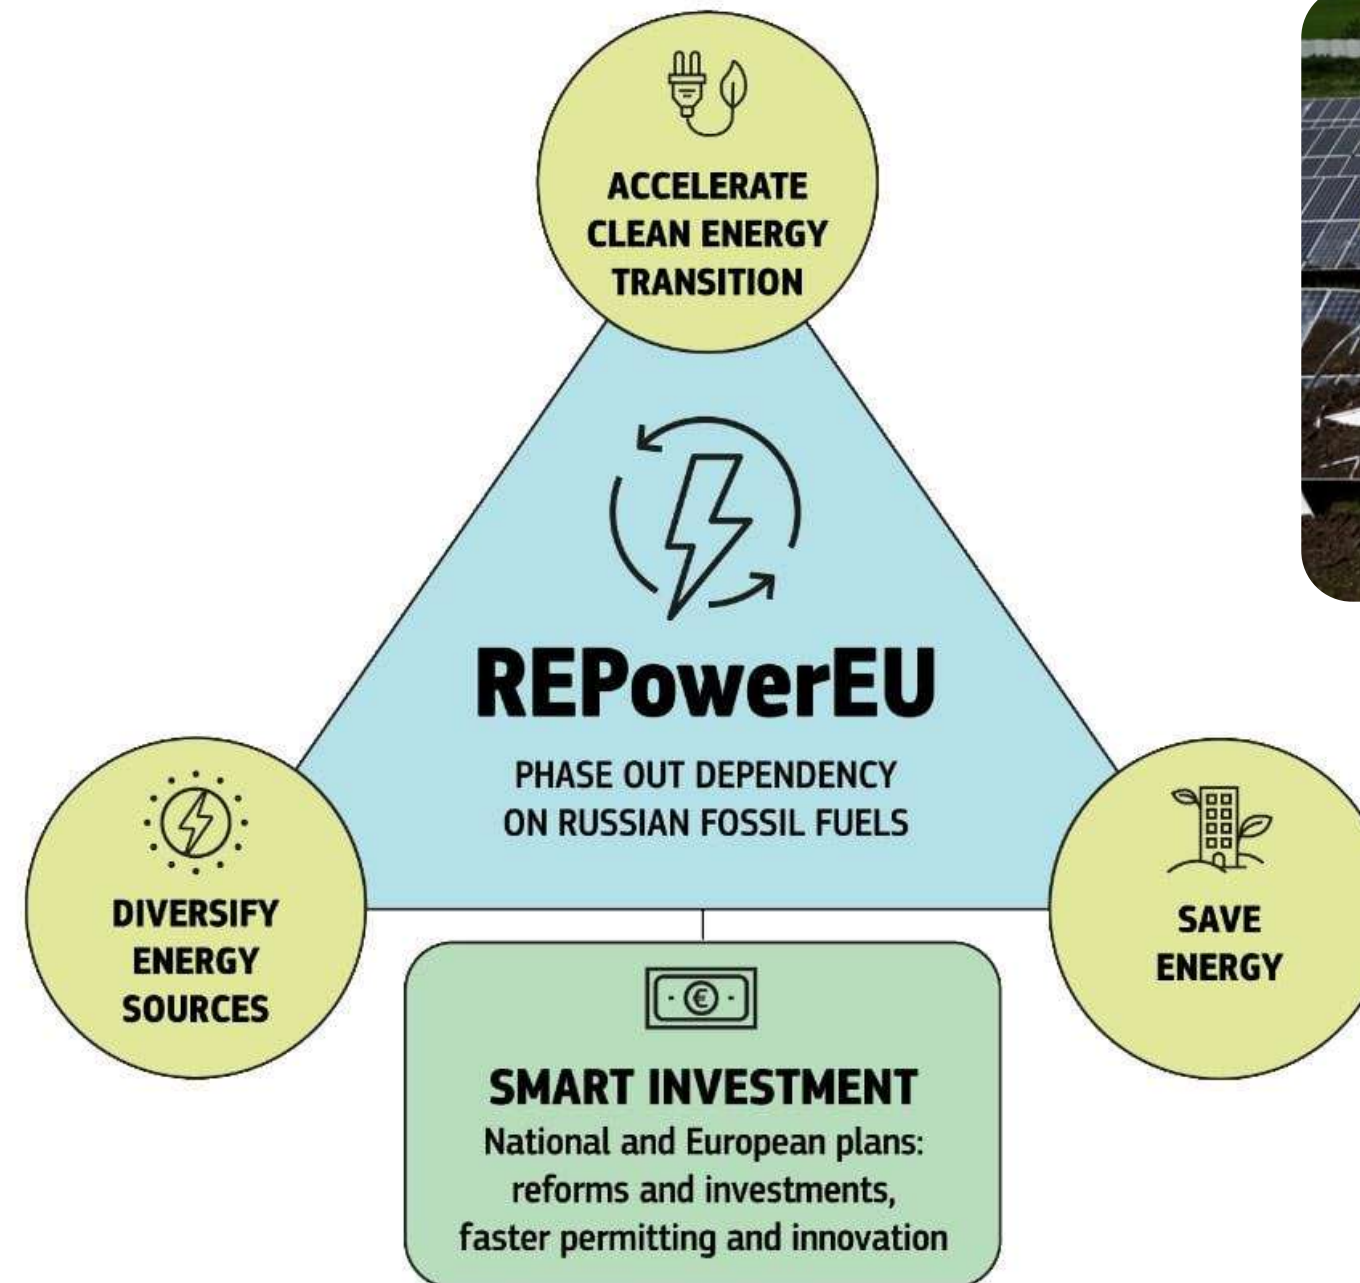 ACCELERATE
CLEAN ENERGY
TRANSITION
REPowerEU
PHASE OUT DEPENDENCY
ON RUSSIAN FOSSIL FUELS
DIVERSIFY
ENERGY
SOURCES
SAVE
ENERGY
€
SMART INVESTMENT
National and European plans:
reforms and investments,
faster permitting and innovation